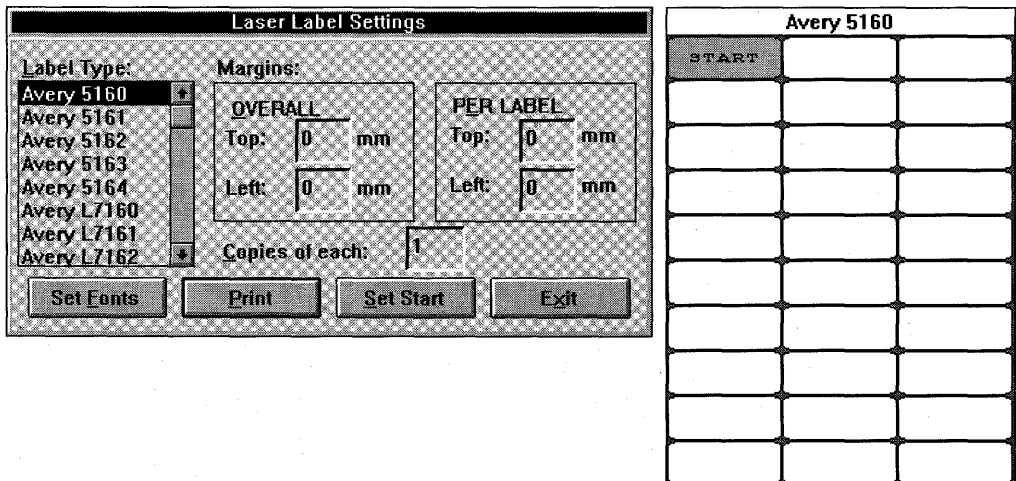 Laser Label Settings
Label Type:
Avery 5160
Avery 5161
Avery 5162
Avery 5163
Avery 5164
Avery L7160
Avery L7161
Avery L7162
Margins:
OVERALL
Top: 0 mm
Left: 0 mm
PER LABEL
Top: 0 mm
Left: 0 mm
Copies of each: 1
Set Fonts Print Set Start Exit
Avery 5160
START